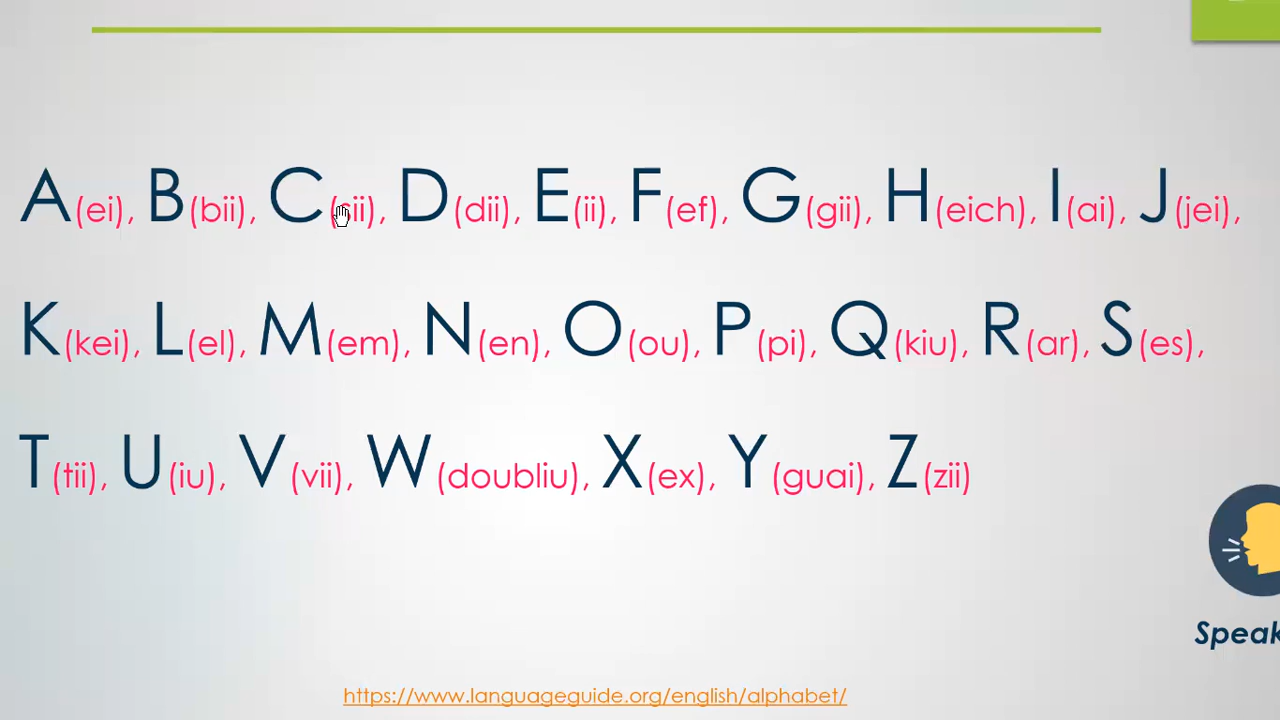 A(ei), B(bii), C(sii), D(dii), E(ii), F(ef), G(gii), H(eich), I(ai), J(jei),
K(kei), L(el), M(em), N(en), O(ou), P(pi), Q(kiu), R(ar), S(es),
T(tii), U(iu), V(vii), W(doubliu), X(ex), Y(guai), Z(zii)
Speak
https://www.languageguide.org/english/alphabet/